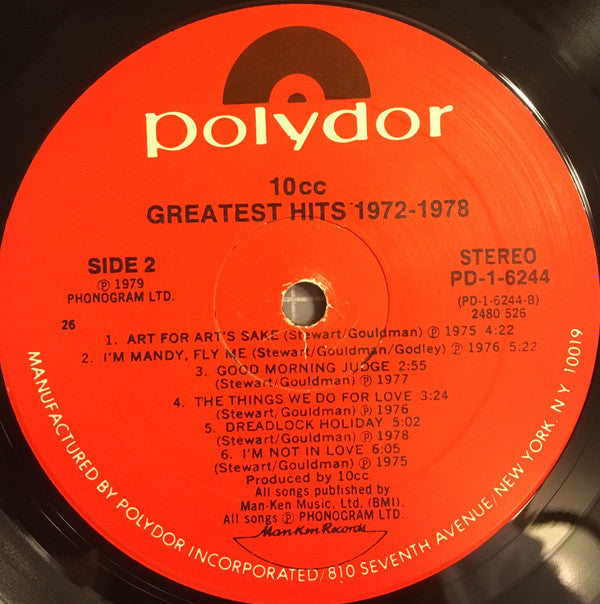 polydor
10cc
GREATEST HITS 1972-1978
SIDE 2
℗ 1979
PHONOGRAM LTD.
STEREO
PD-1-6244
(PD-1-6244-B)
2480 526
26
1. ART FOR ART'S SAKE (Stewart/Gouldman) ℗ 1975 4:22
2. I'M MANDY, FLY ME (Stewart/Gouldman/Godley) ℗ 1976 5:22
3. GOOD MORNING JUDGE 2:55
(Stewart/Gouldman) ℗ 1977
4. THE THINGS WE DO FOR LOVE 3:24
(Stewart/Gouldman) ℗ 1976
5. DREADLOCK HOLIDAY 5:02
(Stewart/Gouldman) ℗ 1978
6. I'M NOT IN LOVE 6:05
(Stewart/Gouldman) ℗ 1975
Produced by 10cc
All songs published by
Man-Ken Music, Ltd. (BMI).
All songs ℗ PHONOGRAM LTD.
ManKen Records
MANUFACTURED BY POLYDOR INCORPORATED/810 SEVENTH AVENUE/NEW YORK, NY 10019